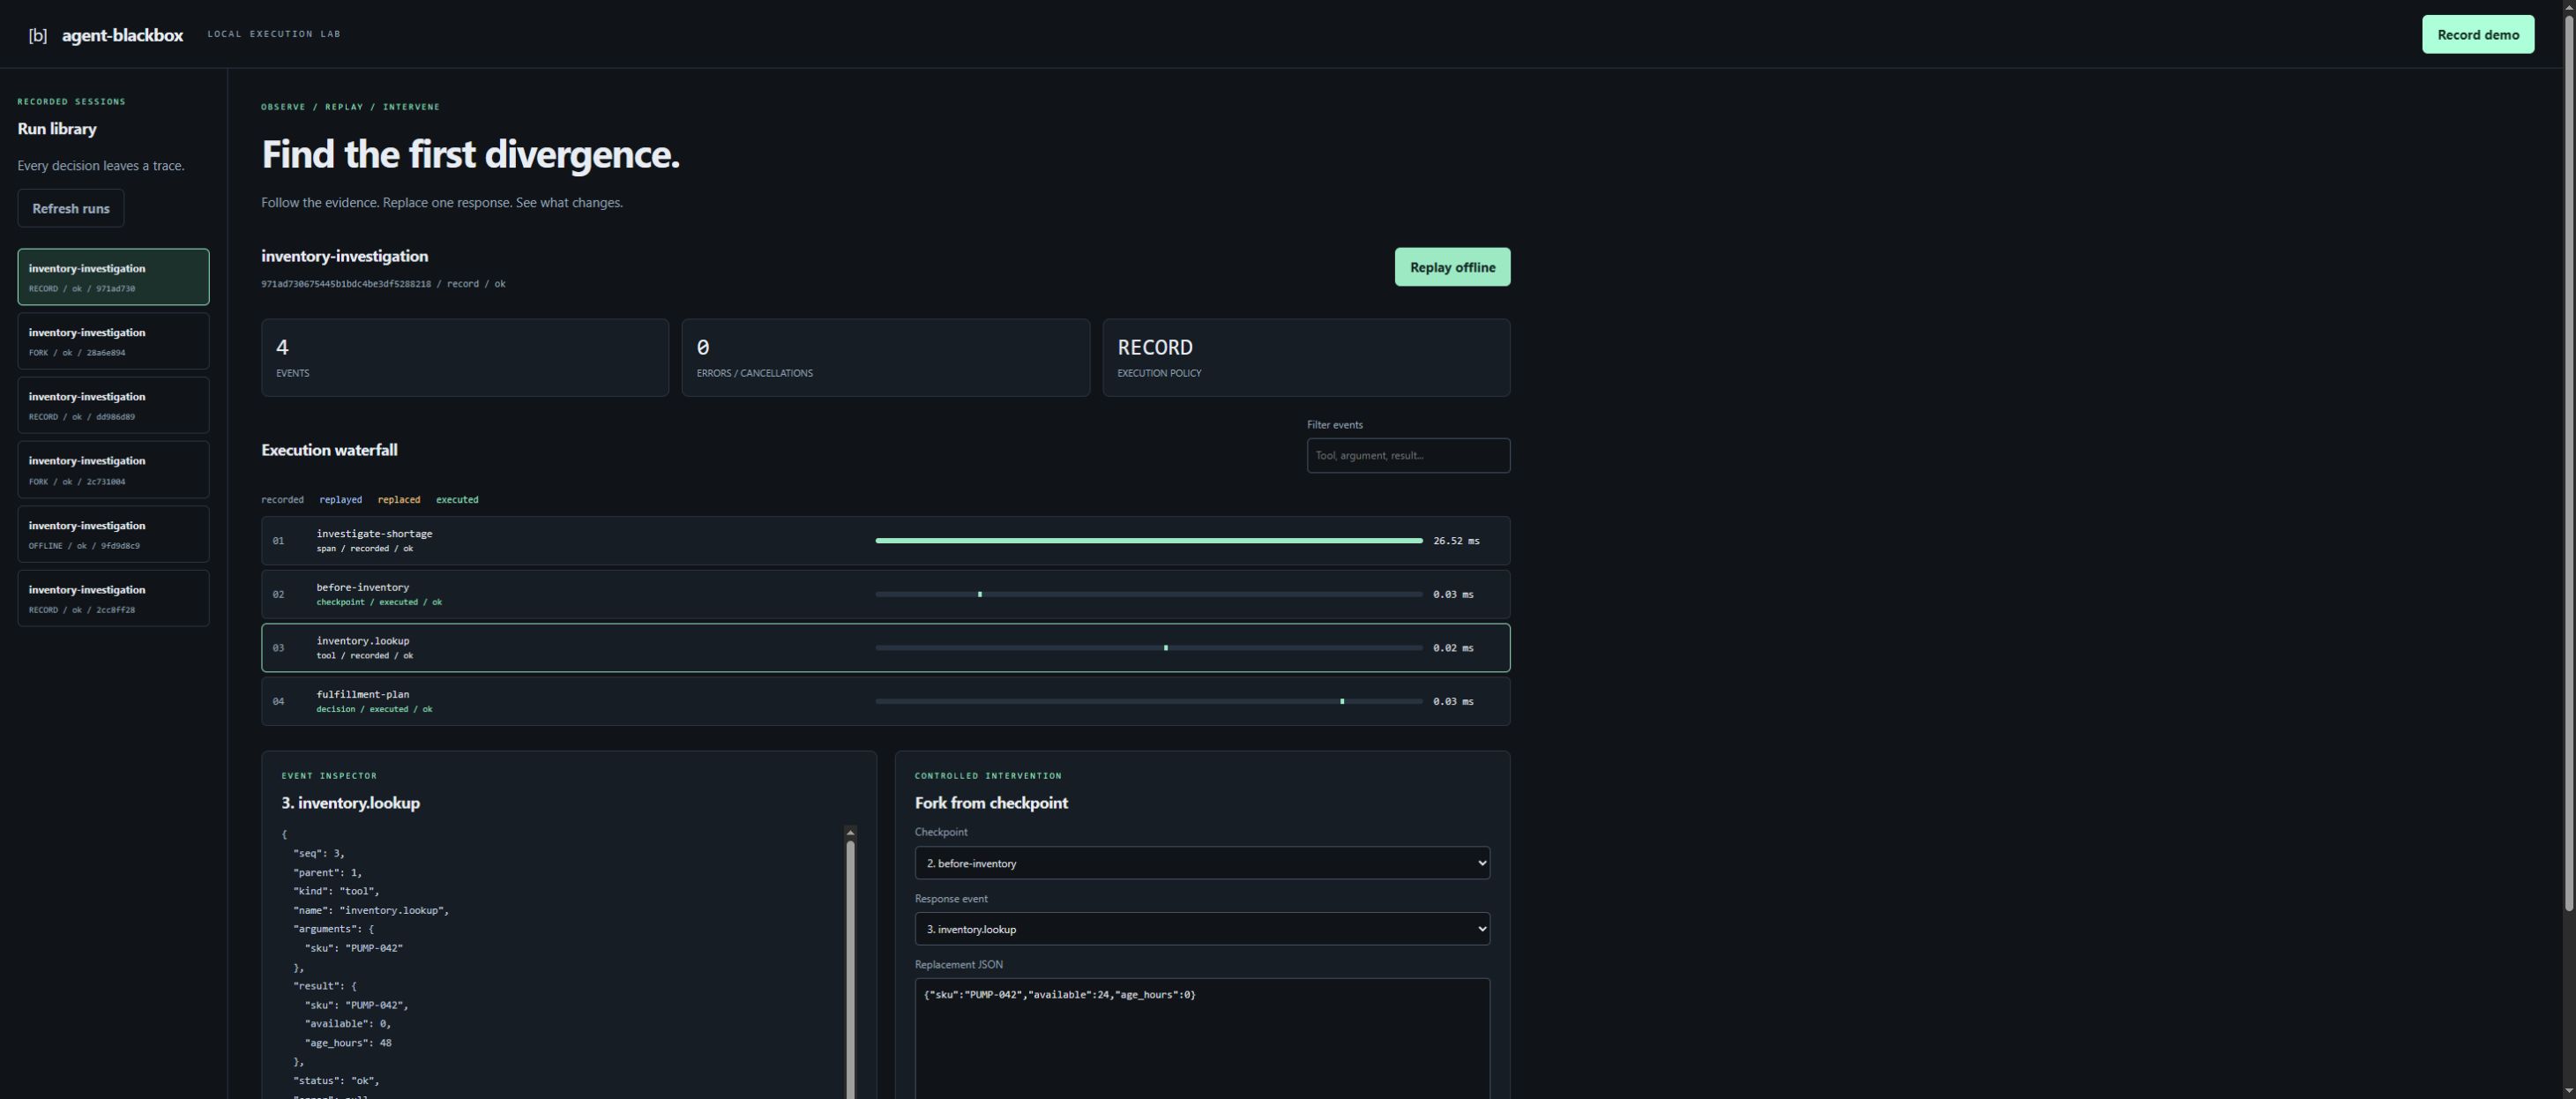 [b] agent-blackbox LOCAL EXECUTION LAB
Record demo
RECORDED SESSIONS
Run library
Every decision leaves a trace.
Refresh runs
inventory-investigation
RECORD / ok / 971ad730
inventory-investigation
FORK / ok / 28a6e894
inventory-investigation
RECORD / ok / dd986d89
inventory-investigation
FORK / ok / 2c731004
inventory-investigation
OFFLINE / ok / 9fd9d8c9
inventory-investigation
RECORD / ok / 2cc8ff28
OBSERVE / REPLAY / INTERVENE
Find the first divergence.
Follow the evidence. Replace one response. See what changes.
inventory-investigation
971ad730675445b1bdc4be3df5288218 / record / ok
Replay offline
4
EVENTS
0
ERRORS / CANCELLATIONS
RECORD
EXECUTION POLICY
Execution waterfall
Filter events
Tool, argument, result...
recorded replayed replaced executed
01 investigate-shortage 26.52 ms
span / recorded / ok
02 before-inventory 0.03 ms
checkpoint / executed / ok
03 inventory.lookup 0.02 ms
tool / recorded / ok
04 fulfillment-plan 0.03 ms
decision / executed / ok
EVENT INSPECTOR
3. inventory.lookup
{
"seq": 3,
"parent": 1,
"kind": "tool",
"name": "inventory.lookup",
"arguments": {
"sku": "PUMP-042"
},
"result": {
"sku": "PUMP-042",
"available": 0,
"age_hours": 48
},
"status": "ok",
CONTROLLED INTERVENTION
Fork from checkpoint
Checkpoint
2. before-inventory
Response event
3. inventory.lookup
Replacement JSON
{"sku":"PUMP-042","available":24,"age_hours":0}